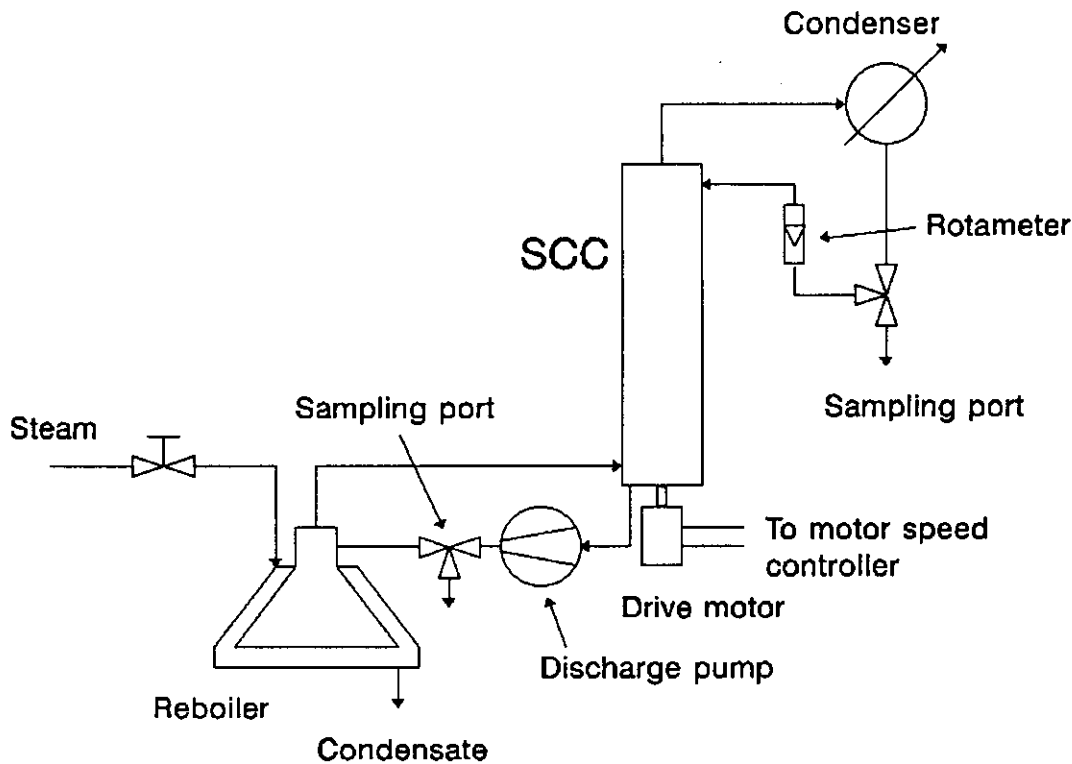 Condenser
SCC
Rotameter
Sampling port
Sampling port
Steam
To motor speed
controller
Drive motor
Discharge pump
Reboiler
Condensate